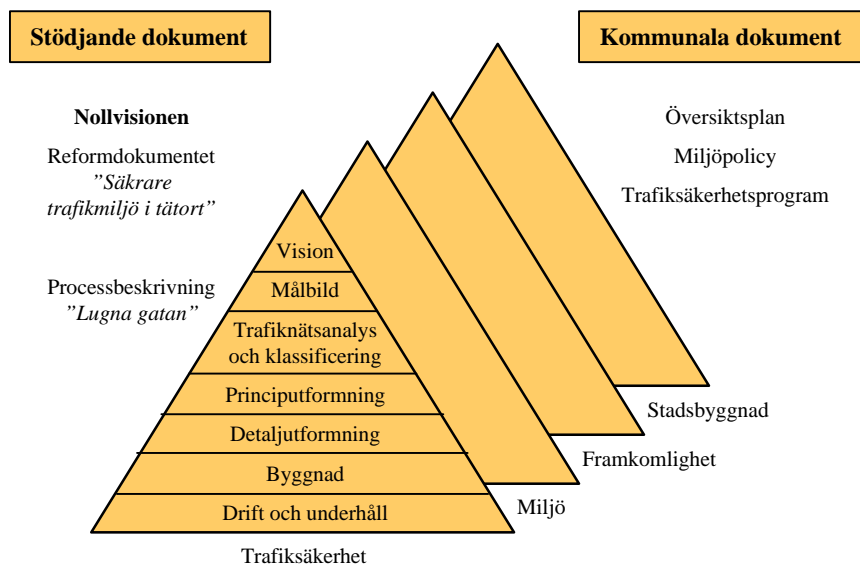 Stödjande dokument
Kommunala dokument
Nollvisionen
Reformdokumentet
”Säkrare
trafikmiljö i tätort”
Processbeskrivning
”Lugna gatan”
Översiktsplan
Miljöpolicy
Trafiksäkerhetsprogram
Vision
Målbild
Trafiknätsanalys
och klassificering
Principutformning
Detaljutformning
Byggnad
Drift och underhåll
Trafiksäkerhet
Miljö
Framkomlighet
Stadsbyggnad